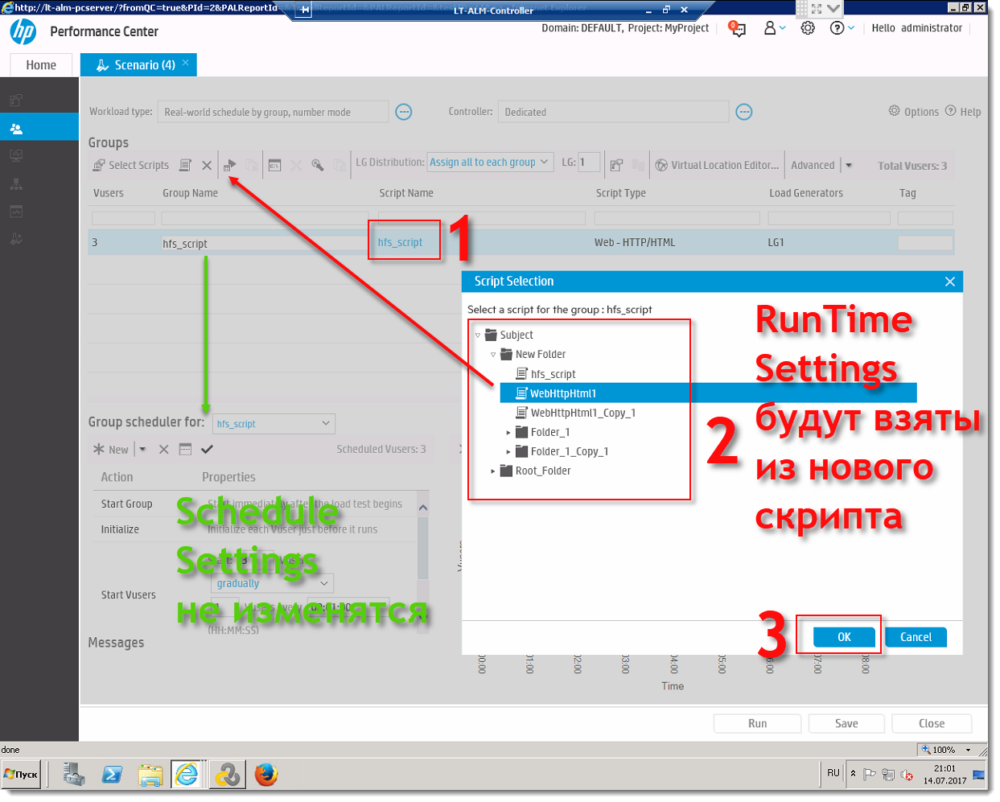 http://lt-alm-pcserver/?fromQC=true&PId=2&PALReportId=
LT-ALM-Controller
hp
Performance Center
Domain: DEFAULT, Project: MyProject
Hello administrator
Home
Scenario (4)
Workload type:
Real-world schedule by group, number mode
Controller:
Dedicated
Options
Help
Groups
Select Scripts
LG Distribution:
Assign all to each group
LG:
1
Virtual Location Editor...
Advanced
Total Vusers: 3
Vusers
Group Name
Script Name
Script Type
Load Generators
Tag
3
hfs_script
hfs_script
Web - HTTP/HTML
LG1
1
Script Selection
Select a script for the group : hfs_script
Subject
New Folder
hfs_script
WebHttpHtml1
WebHttpHtml1_Copy_1
Folder_1
Folder_1_Copy_1
Root_Folder
2
RunTime
Settings
будут взяты
из нового
скрипта
Group scheduler for:
hfs_script
New
Scheduled Vusers: 3
Action
Properties
Start Group
Start immediately after the load test begins
Initialize
Initialize each Vuser just before it runs
Schedule
Settings
не изменятся
Start Vusers
gradually
(HH:MM:SS)
Messages
3
OK
Cancel
Vusers
00:00
01:00
02:00
03:00
04:00
05:00
06:00
07:00
08:00
Time
Run
Save
Close
done
100%
Пуск
RU
21:01
14.07.2017